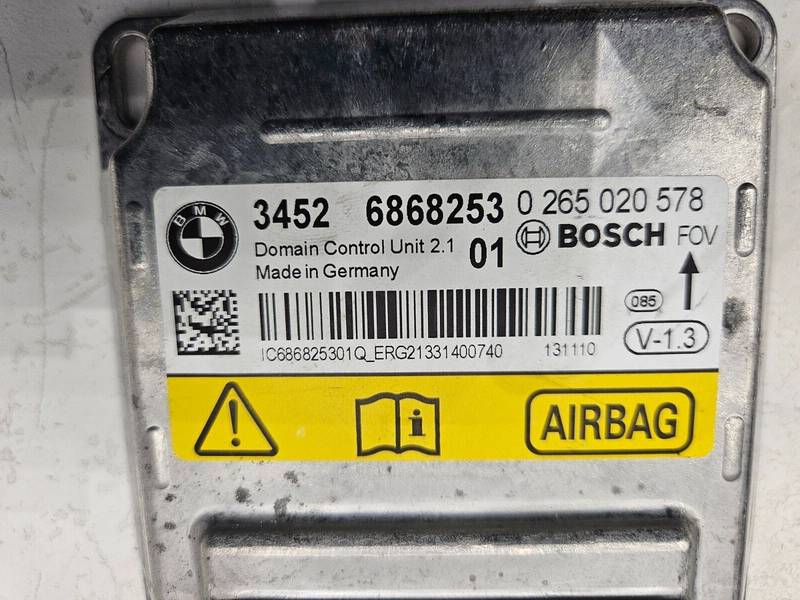 BMW
3452 6868253 0 265 020 578
Domain Control Unit 2.1 01 BOSCH FOV
Made in Germany
085
V-1.3
IC686825301Q_ERG21331400740 131110
! i AIRBAG